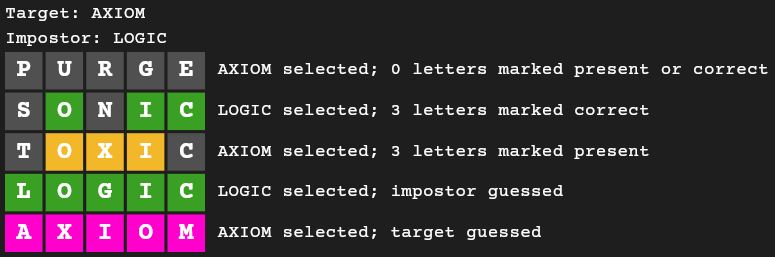 Target: AXIOM
Impostor: LOGIC
P U R G E AXIOM selected; 0 letters marked present or correct
S O N I C LOGIC selected; 3 letters marked correct
T O X I C AXIOM selected; 3 letters marked present
L O G I C LOGIC selected; impostor guessed
A X I O M AXIOM selected; target guessed